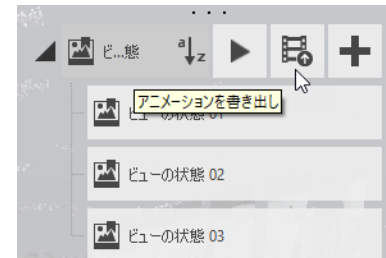 ビ...態
a
z
アニメーションを書き出し
ビューの状態 01
ビューの状態 02
ビューの状態 03